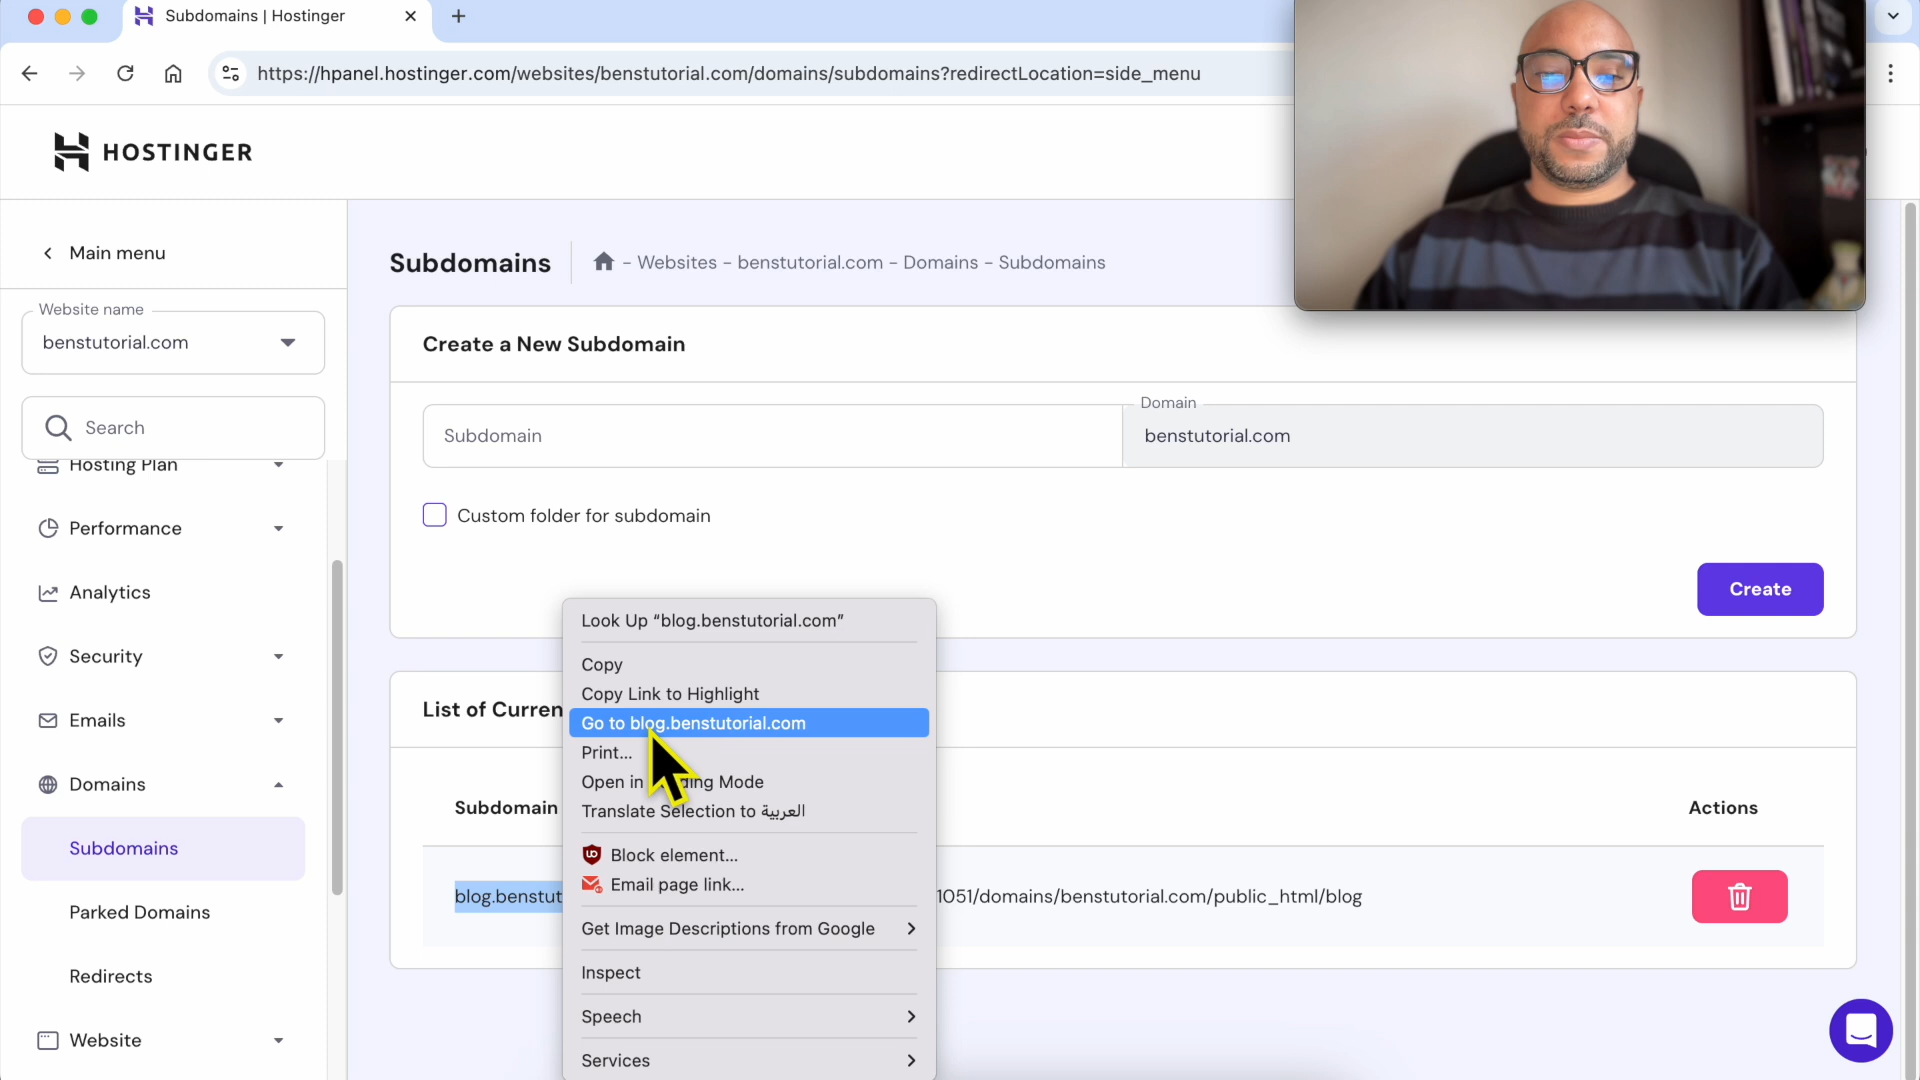 Subdomains | Hostinger
https://hpanel.hostinger.com/websites/benstutorial.com/domains/subdomains?redirectLocation=side_menu
HOSTINGER
Main menu
Website name
benstutorial.com
Search
Hosting Plan
Performance
Analytics
Security
Emails
Domains
Subdomains
Parked Domains
Redirects
Website
Subdomains
- Websites - benstutorial.com - Domains - Subdomains
Create a New Subdomain
Subdomain
Domain
benstutorial.com
Custom folder for subdomain
Create
List of Curren
Subdomain
Actions
blog.benstut
1051/domains/benstutorial.com/public_html/blog
Look Up “blog.benstutorial.com”
Copy
Copy Link to Highlight
Go to blog.benstutorial.com
Print...
Open in ding Mode
Translate Selection to العربية
Block element...
Email page link...
Get Image Descriptions from Google
Inspect
Speech
Services